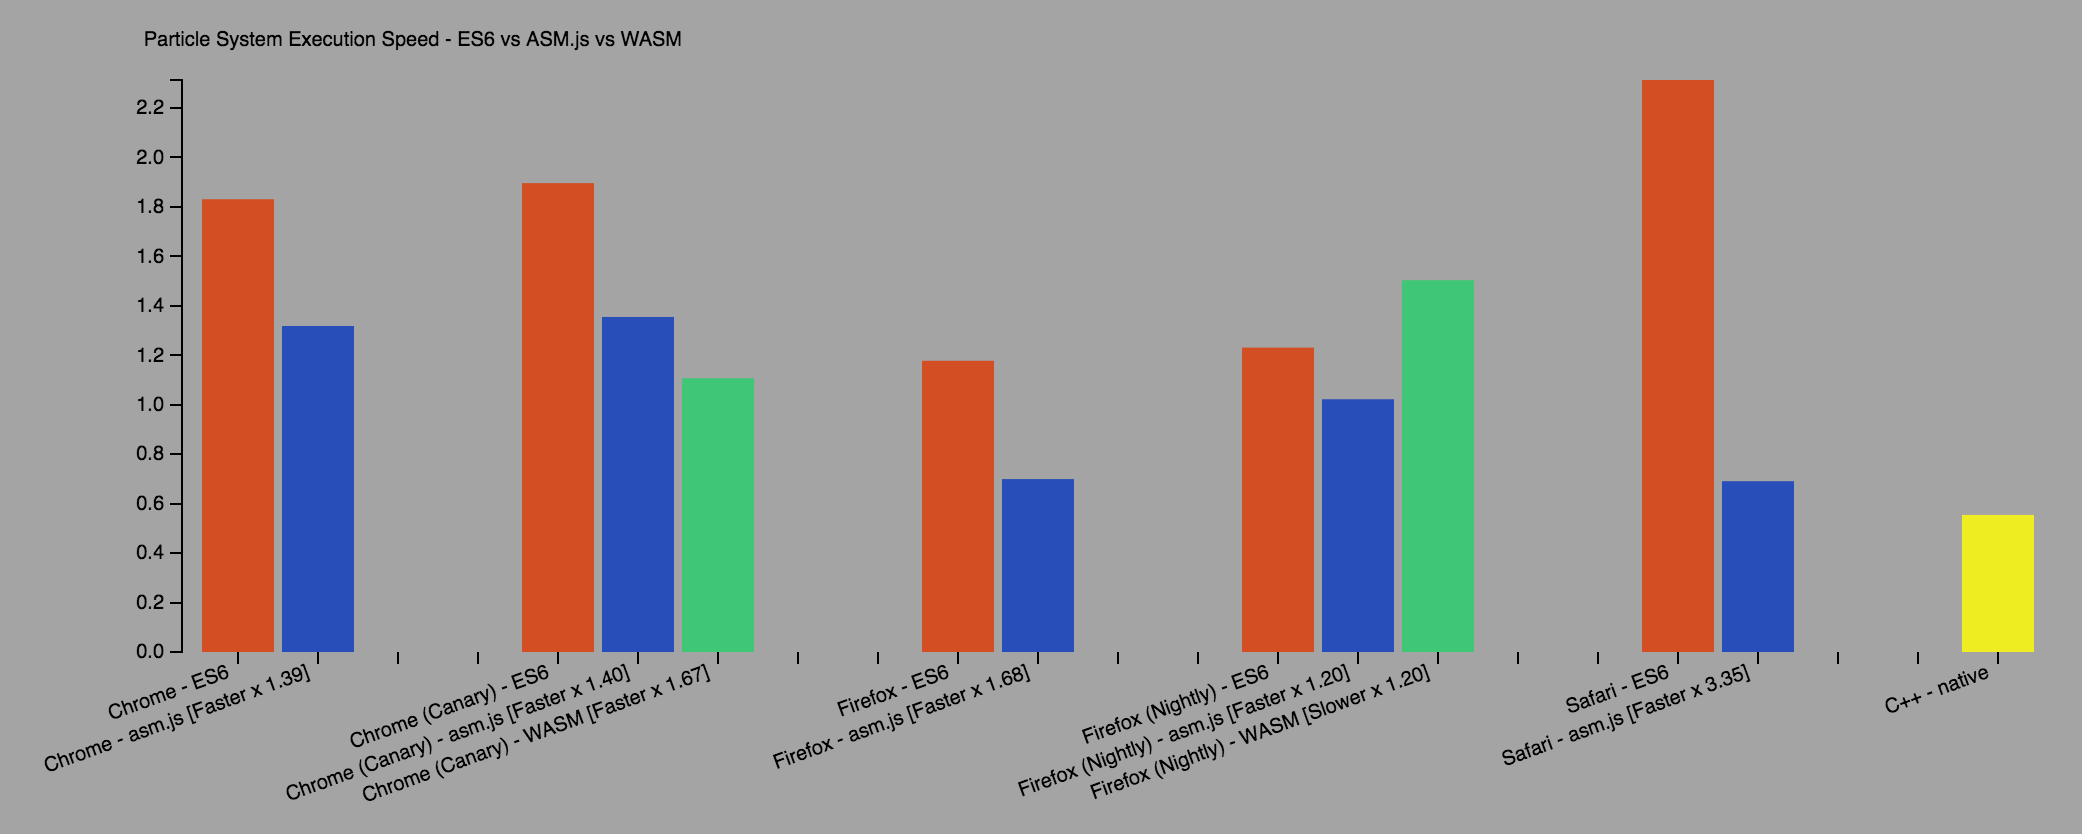 Particle System Execution Speed - ES6 vs ASM.js vs WASM
2.2
2.0
1.8
1.6
1.4
1.2
1.0
0.8
0.6
0.4
0.2
0.0
Chrome - ES6
Chrome - asm.js [Faster x 1.39]
Chrome (Canary) - ES6
Chrome (Canary) - asm.js [Faster x 1.40]
Chrome (Canary) - WASM [Faster x 1.67]
Firefox - ES6
Firefox - asm.js [Faster x 1.68]
Firefox (Nightly) - ES6
Firefox (Nightly) - asm.js [Faster x 1.20]
Firefox (Nightly) - WASM [Slower x 1.20]
Safari - ES6
Safari - asm.js [Faster x 3.35]
C++ - native